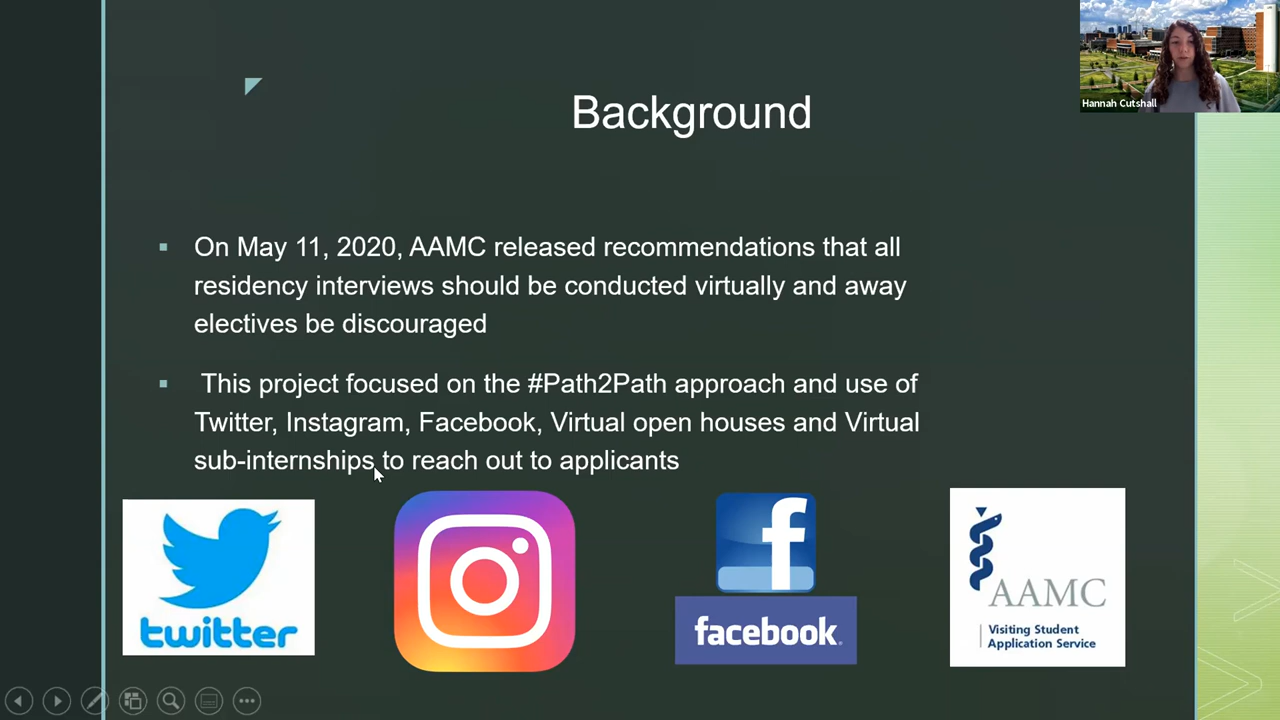 Background
Hannah Cutshall
▪ On May 11, 2020, AAMC released recommendations that all
residency interviews should be conducted virtually and away
electives be discouraged
▪ This project focused on the #Path2Path approach and use of
Twitter, Instagram, Facebook, Virtual open houses and Virtual
sub-internships to reach out to applicants
twitter
f
facebook.
AAMC
Visiting Student
Application Service